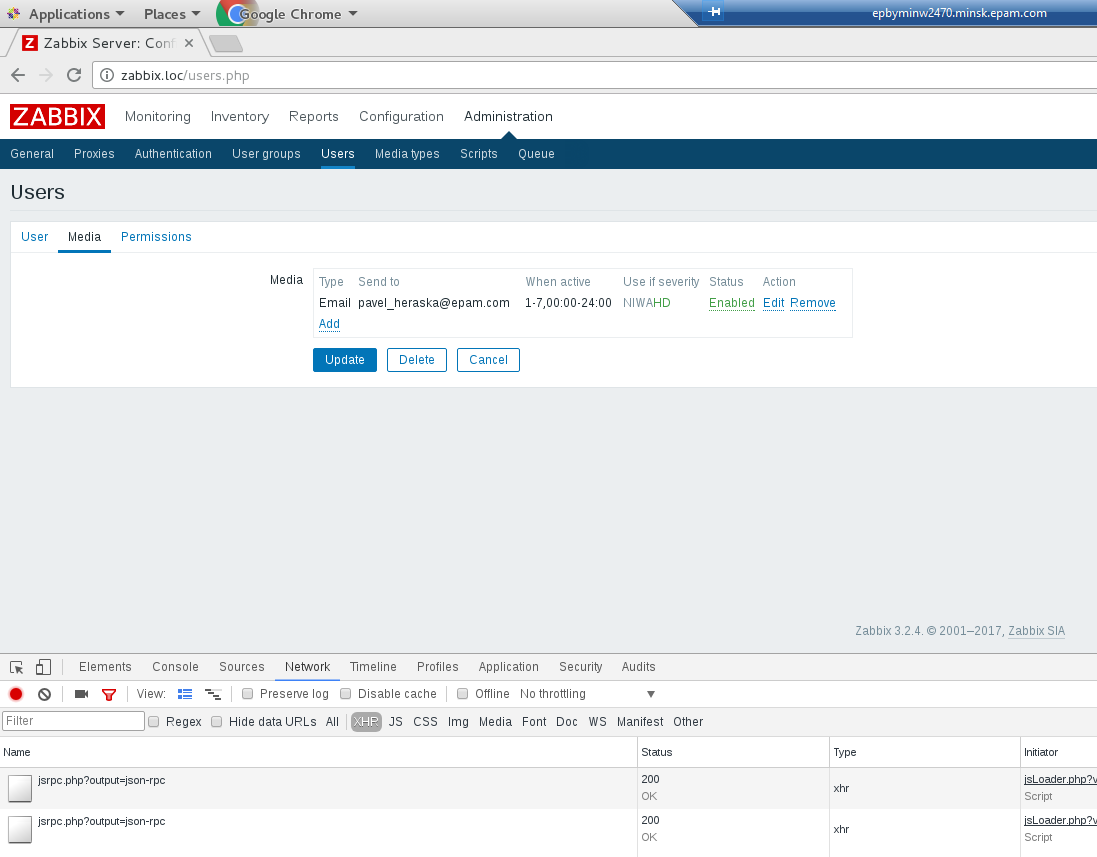 Applications Places Google Chrome epbyminw2470.minsk.epam.com
Z Zabbix Server: Conf
zabbix.loc/users.php
ZABBIX Monitoring Inventory Reports Configuration Administration
General Proxies Authentication User groups Users Media types Scripts Queue
Users
User Media Permissions
Media Type Send to When active Use if severity Status Action
Email pavel_heraska@epam.com 1-7,00:00-24:00 NIWAHD Enabled Edit Remove
Add
Update Delete Cancel
Zabbix 3.2.4. © 2001–2017, Zabbix SIA
Elements Console Sources Network Timeline Profiles Application Security Audits
View: Preserve log Disable cache Offline No throttling
Filter Regex Hide data URLs All XHR JS CSS Img Media Font Doc WS Manifest Other
Name Status Type Initiator
jsrpc.php?output=json-rpc 200 xhr jsLoader.php?v
OK Script
jsrpc.php?output=json-rpc 200 xhr jsLoader.php?v
OK Script